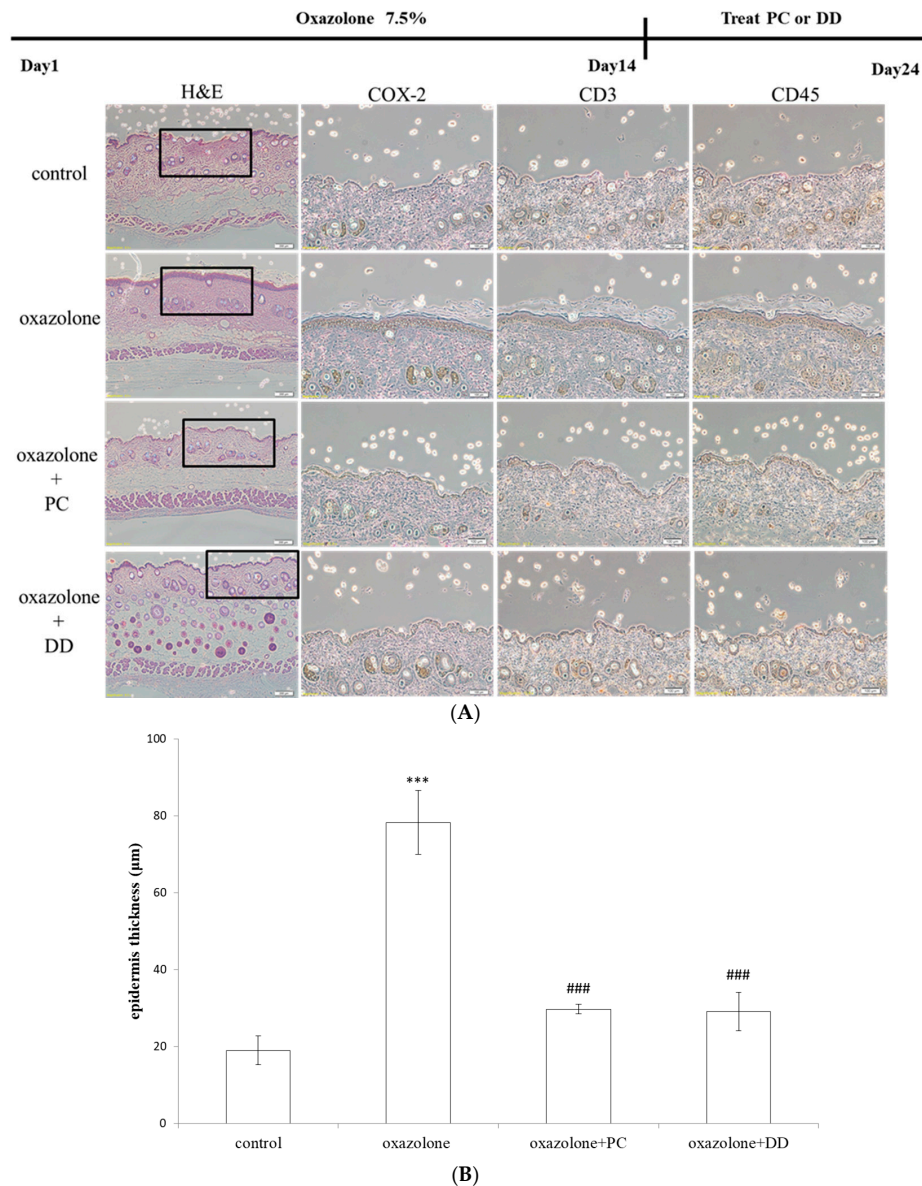 Oxazolone 7.5% Treat PC or DD
Day1 Day14 Day24
H&E COX-2 CD3 CD45
control
oxazolone
oxazolone
+
PC
oxazolone
+
DD
(A)
100
80
60
40
20
0
epidermis thickness (µm)
***
###
###
control oxazolone oxazolone+PC oxazolone+DD
(B)